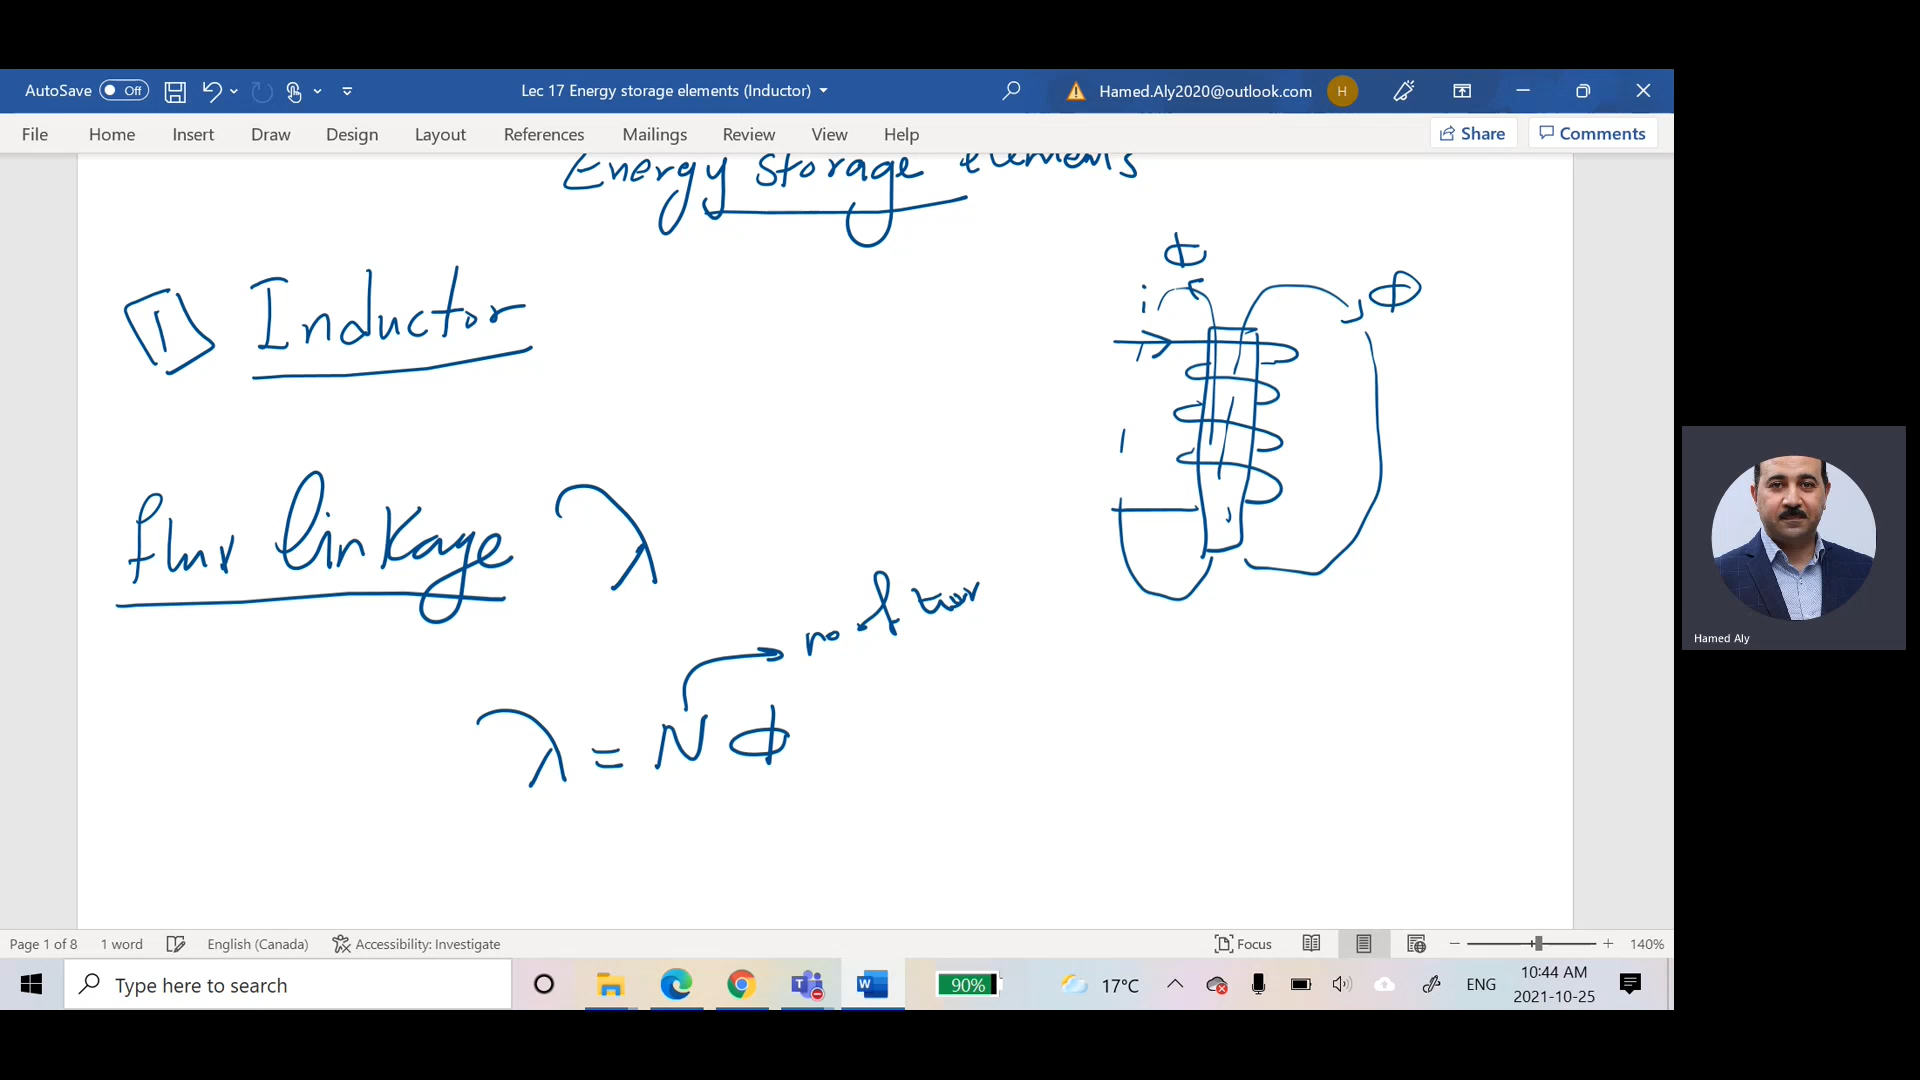 AutoSave Off
Lec 17 Energy storage elements (Inductor)
Hamed.Aly2020@outlook.com H
File Home Insert Draw Design Layout References Mailings Review View Help
Share Comments
Energy storage elements
1 Inductor
Φ
i
Φ
flux linkage λ
no of
λ = N Φ
Hamed Aly
Page 1 of 8 1 word English (Canada) Accessibility: Investigate
Focus 140%
Type here to search
90%
17°C
ENG
10:44 AM
2021-10-25